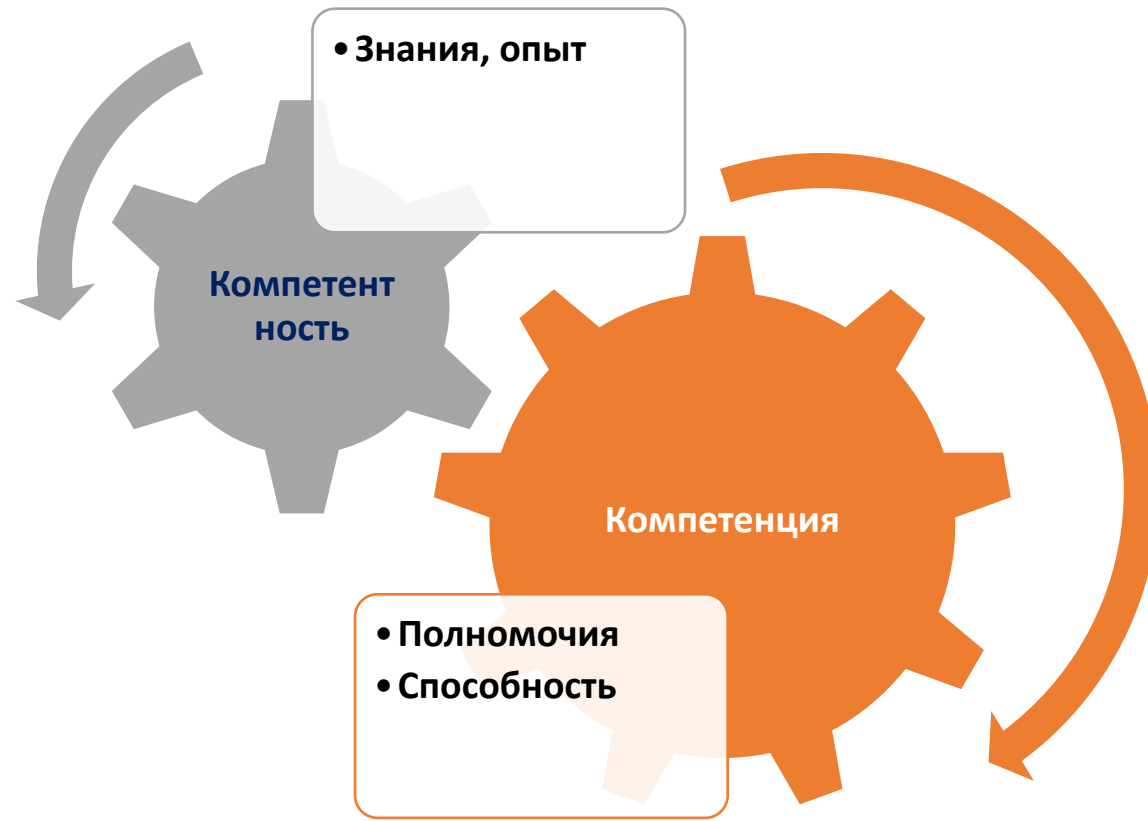 • Знания, опыт
Компетент
ность
Компетенция
• Полномочия
• Способность